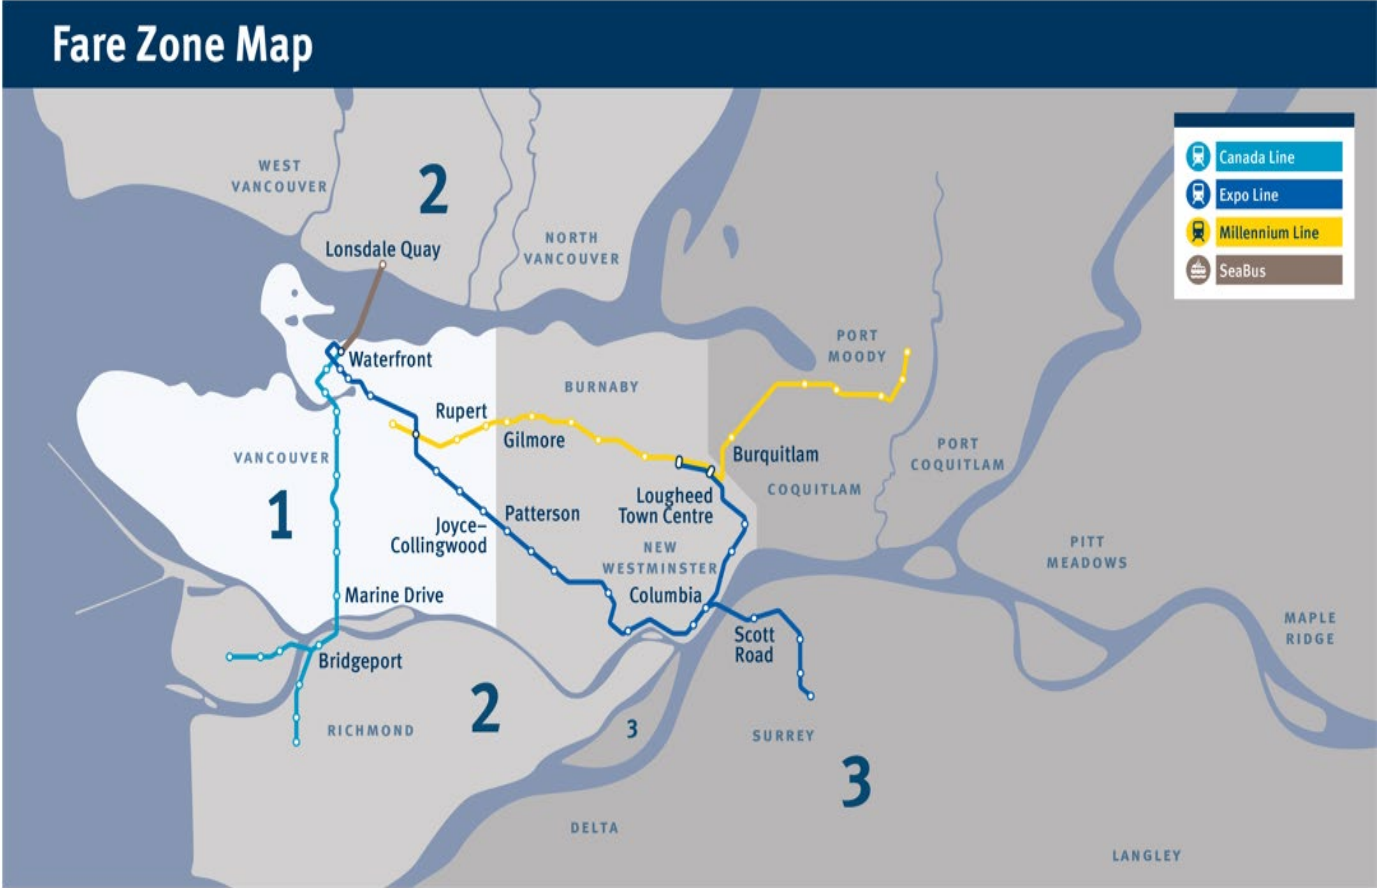 Fare Zone Map
Canada Line
Expo Line
Millennium Line
SeaBus
WEST
VANCOUVER
2
NORTH
VANCOUVER
Lonsdale Quay
Waterfront
PORT
MOODY
BURNABY
Rupert
Gilmore
VANCOUVER
Burquitlam
PORT
COQUITLAM
COQUITLAM
1
Lougheed
Town Centre
Patterson
Joyce–
Collingwood
NEW
WESTMINSTER
PITT
MEADOWS
Columbia
Marine Drive
MAPLE
RIDGE
Scott
Road
Bridgeport
2
RICHMOND
3
SURREY
3
DELTA
LANGLEY